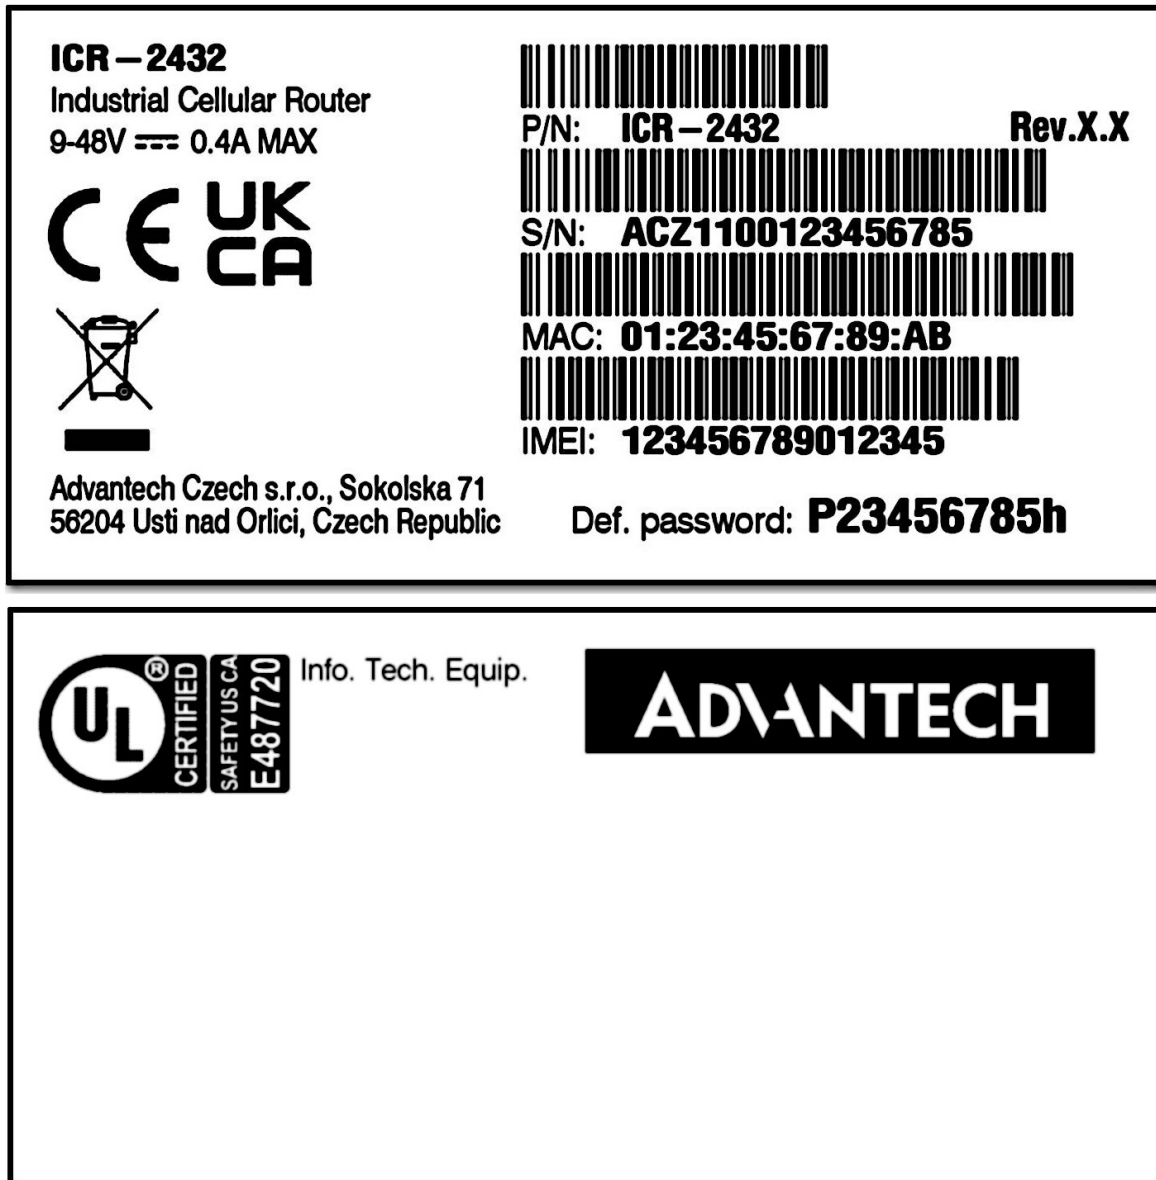 ICR-2432
Industrial Cellular Router
9-48V 0.4A MAX
CE UK CA
Advantech Czech s.r.o., Sokolska 71
56204 Usti nad Orlici, Czech Republic
P/N: ICR-2432 Rev.X.X
S/N: ACZ1100123456785
MAC: 01:23:45:67:89:AB
IMEI: 123456789012345
Def. password: P23456785h
UL ® CERTIFIED
SAFETY US CA
E487720
Info. Tech. Equip.
ADVANTECH